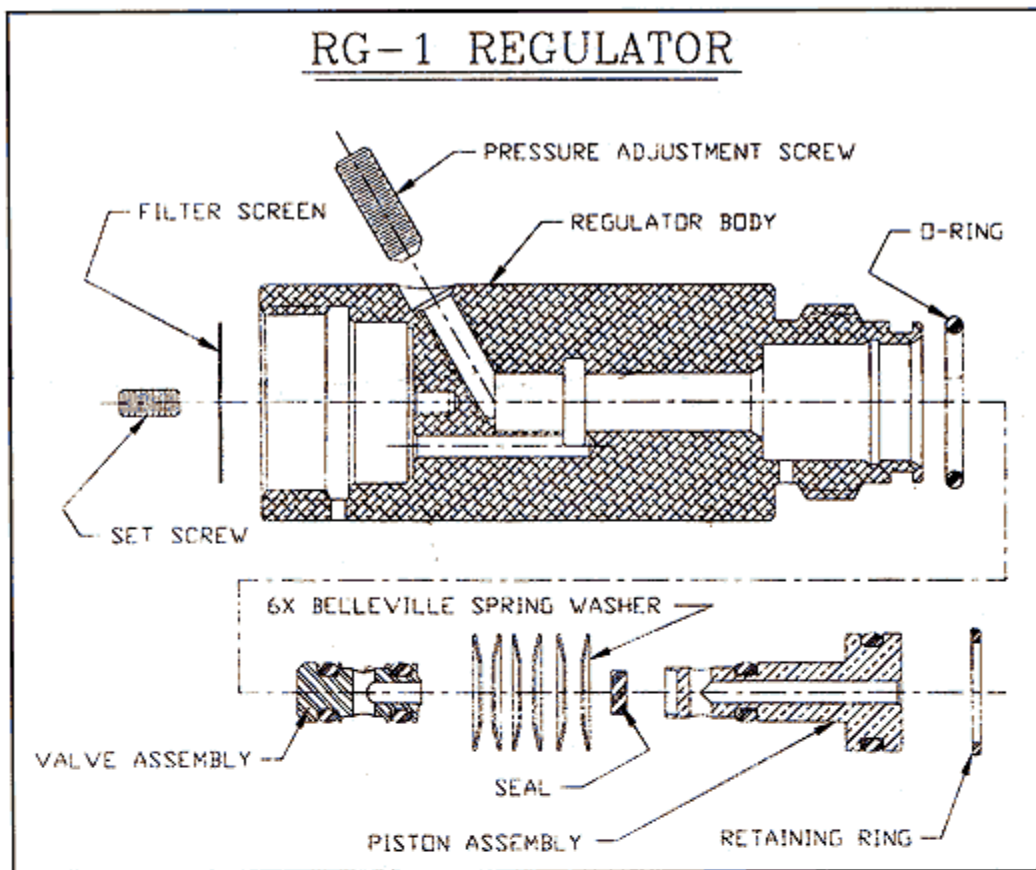 RG-1 REGULATOR
PRESSURE ADJUSTMENT SCREW
FILTER SCREEN
REGULATOR BODY
O-RING
SET SCREW
6X BELLEVILLE SPRING WASHER
VALVE ASSEMBLY
SEAL
PISTON ASSEMBLY
RETAINING RING